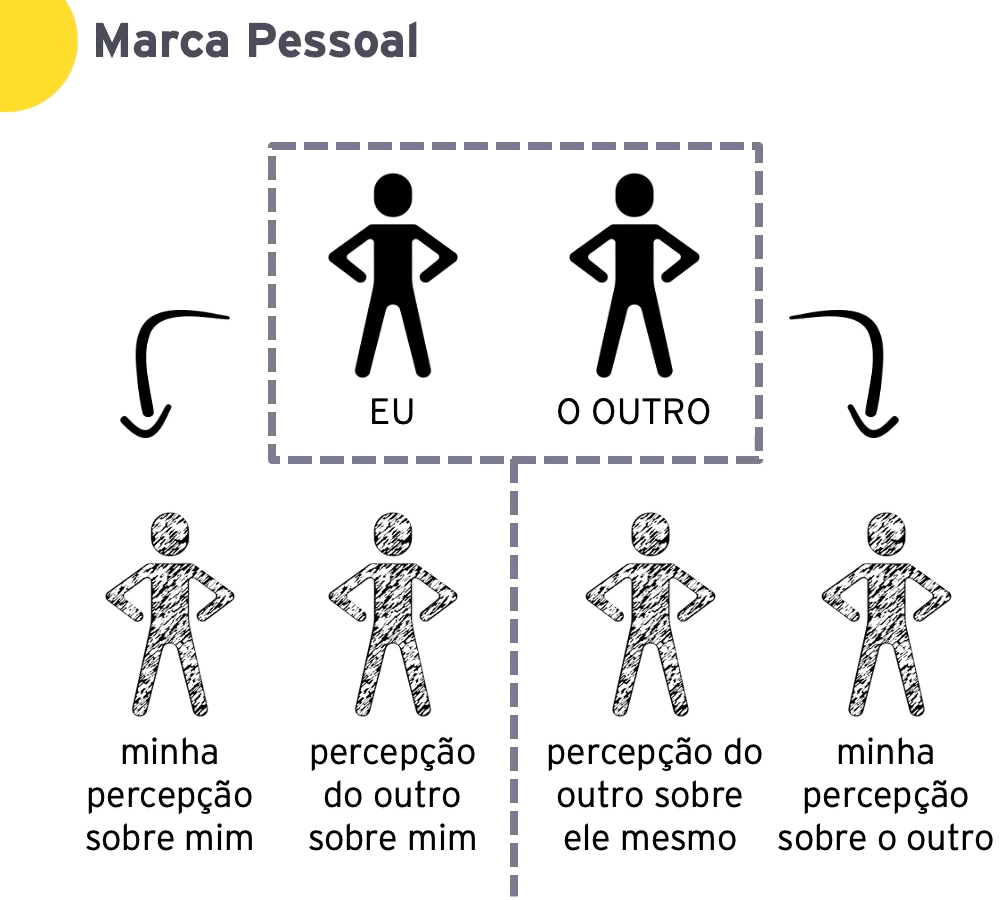 Marca Pessoal
EU
O OUTRO
minha
percepção
sobre mim
percepção
do outro
sobre mim
percepção do
outro sobre
ele mesmo
minha
percepção
sobre o outro